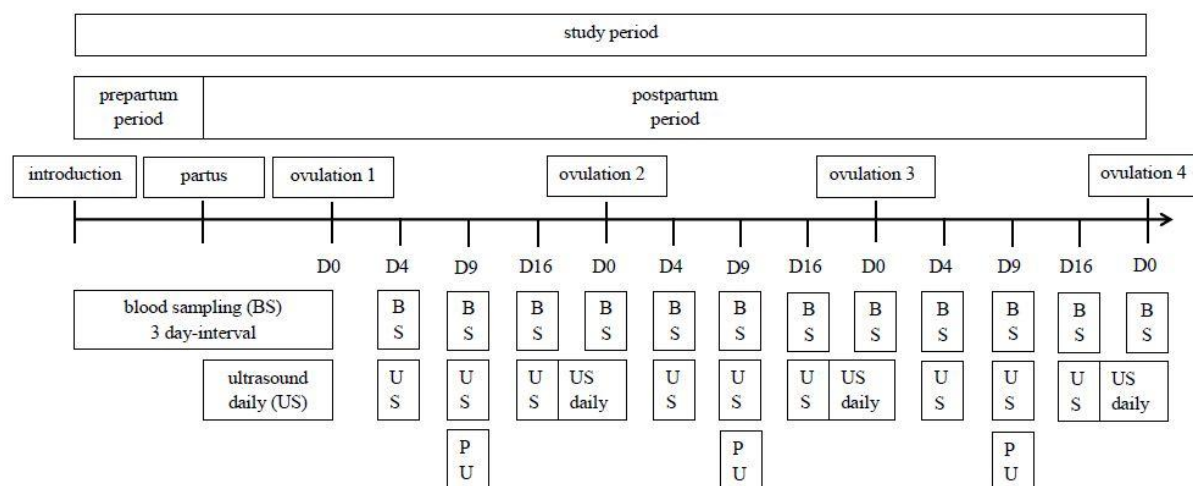 study period
prepartum
period
postpartum
period
introduction
partus
ovulation 1
ovulation 2
ovulation 3
ovulation 4
D0 D4 D9 D16 D0 D4 D9 D16 D0 D4 D9 D16 D0
blood sampling (BS)
3 day-interval
B B B B B B B B B B B B
S S S S S S S S S S S S
ultrasound
daily (US)
U U U US U U U US U U U US
S S S daily S S S daily S S S daily
P P P
U U U